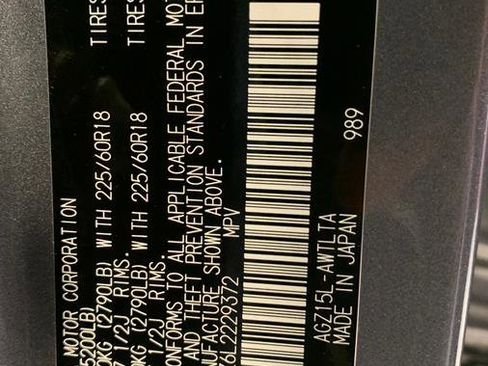 MOTOR CORPORATION
5200LB)
0KG (2790LB) WITH 225/60R18 TIRES
7 1/2J RIMS.
KG (2790LB) WITH 225/60R18 TIRES
1/2J RIMS.
CONFORMS TO ALL APPLICABLE FEDERAL MOT
AND THEFT PREVENTION STANDARDS IN EF
NUFACTURE SHOWN ABOVE.
6L2229372 MPV
AGZ15L-AWTLTA
MADE IN JAPAN 989